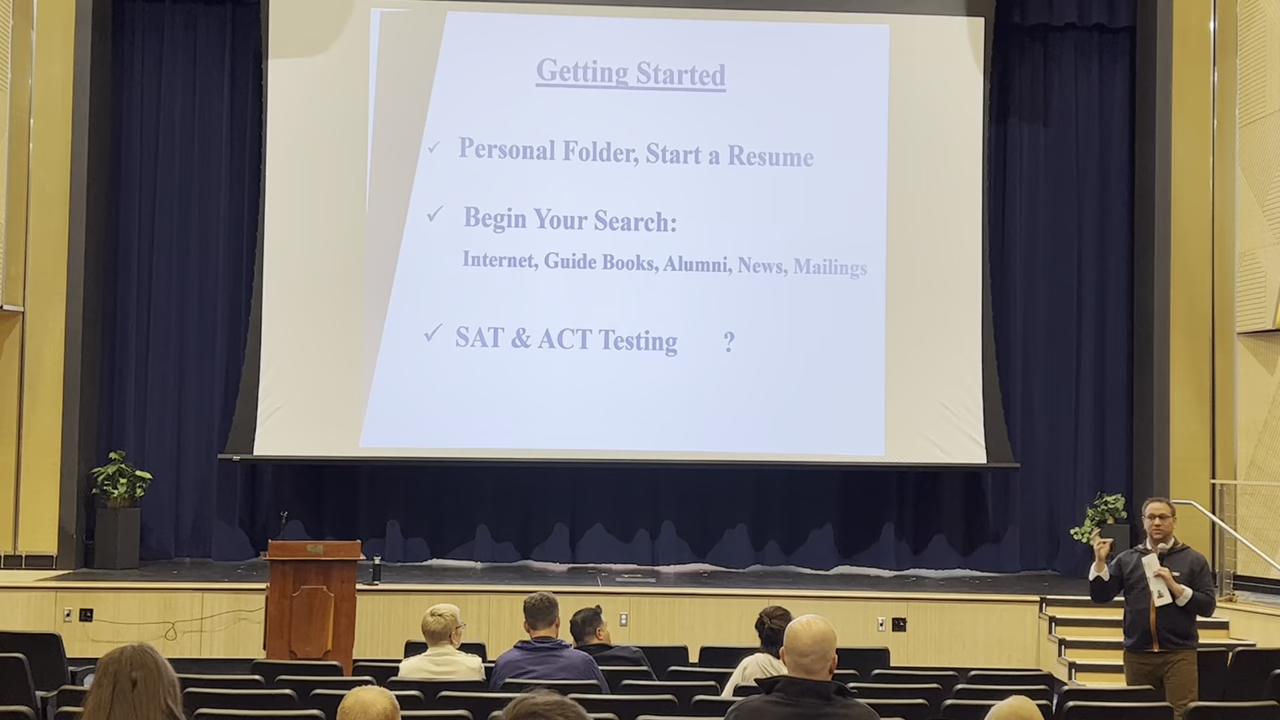 Getting Started
✓ Personal Folder, Start a Resume
✓ Begin Your Search:
Internet, Guide Books, Alumni, News, Mailings
✓ SAT & ACT Testing ?